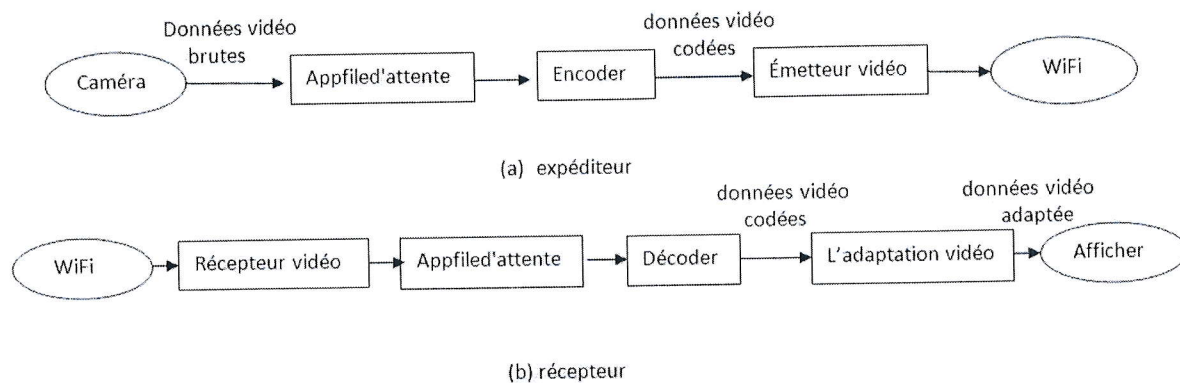 Données vidéo
brutes
données vidéo
codées
Caméra
Appfiled'attente
Encoder
Émetteur vidéo
WiFi
(a) expéditeur
données vidéo
codées
données vidéo
adaptée
WiFi
Récepteur vidéo
Appfiled'attente
Décoder
L'adaptation vidéo
Afficher
(b) récepteur